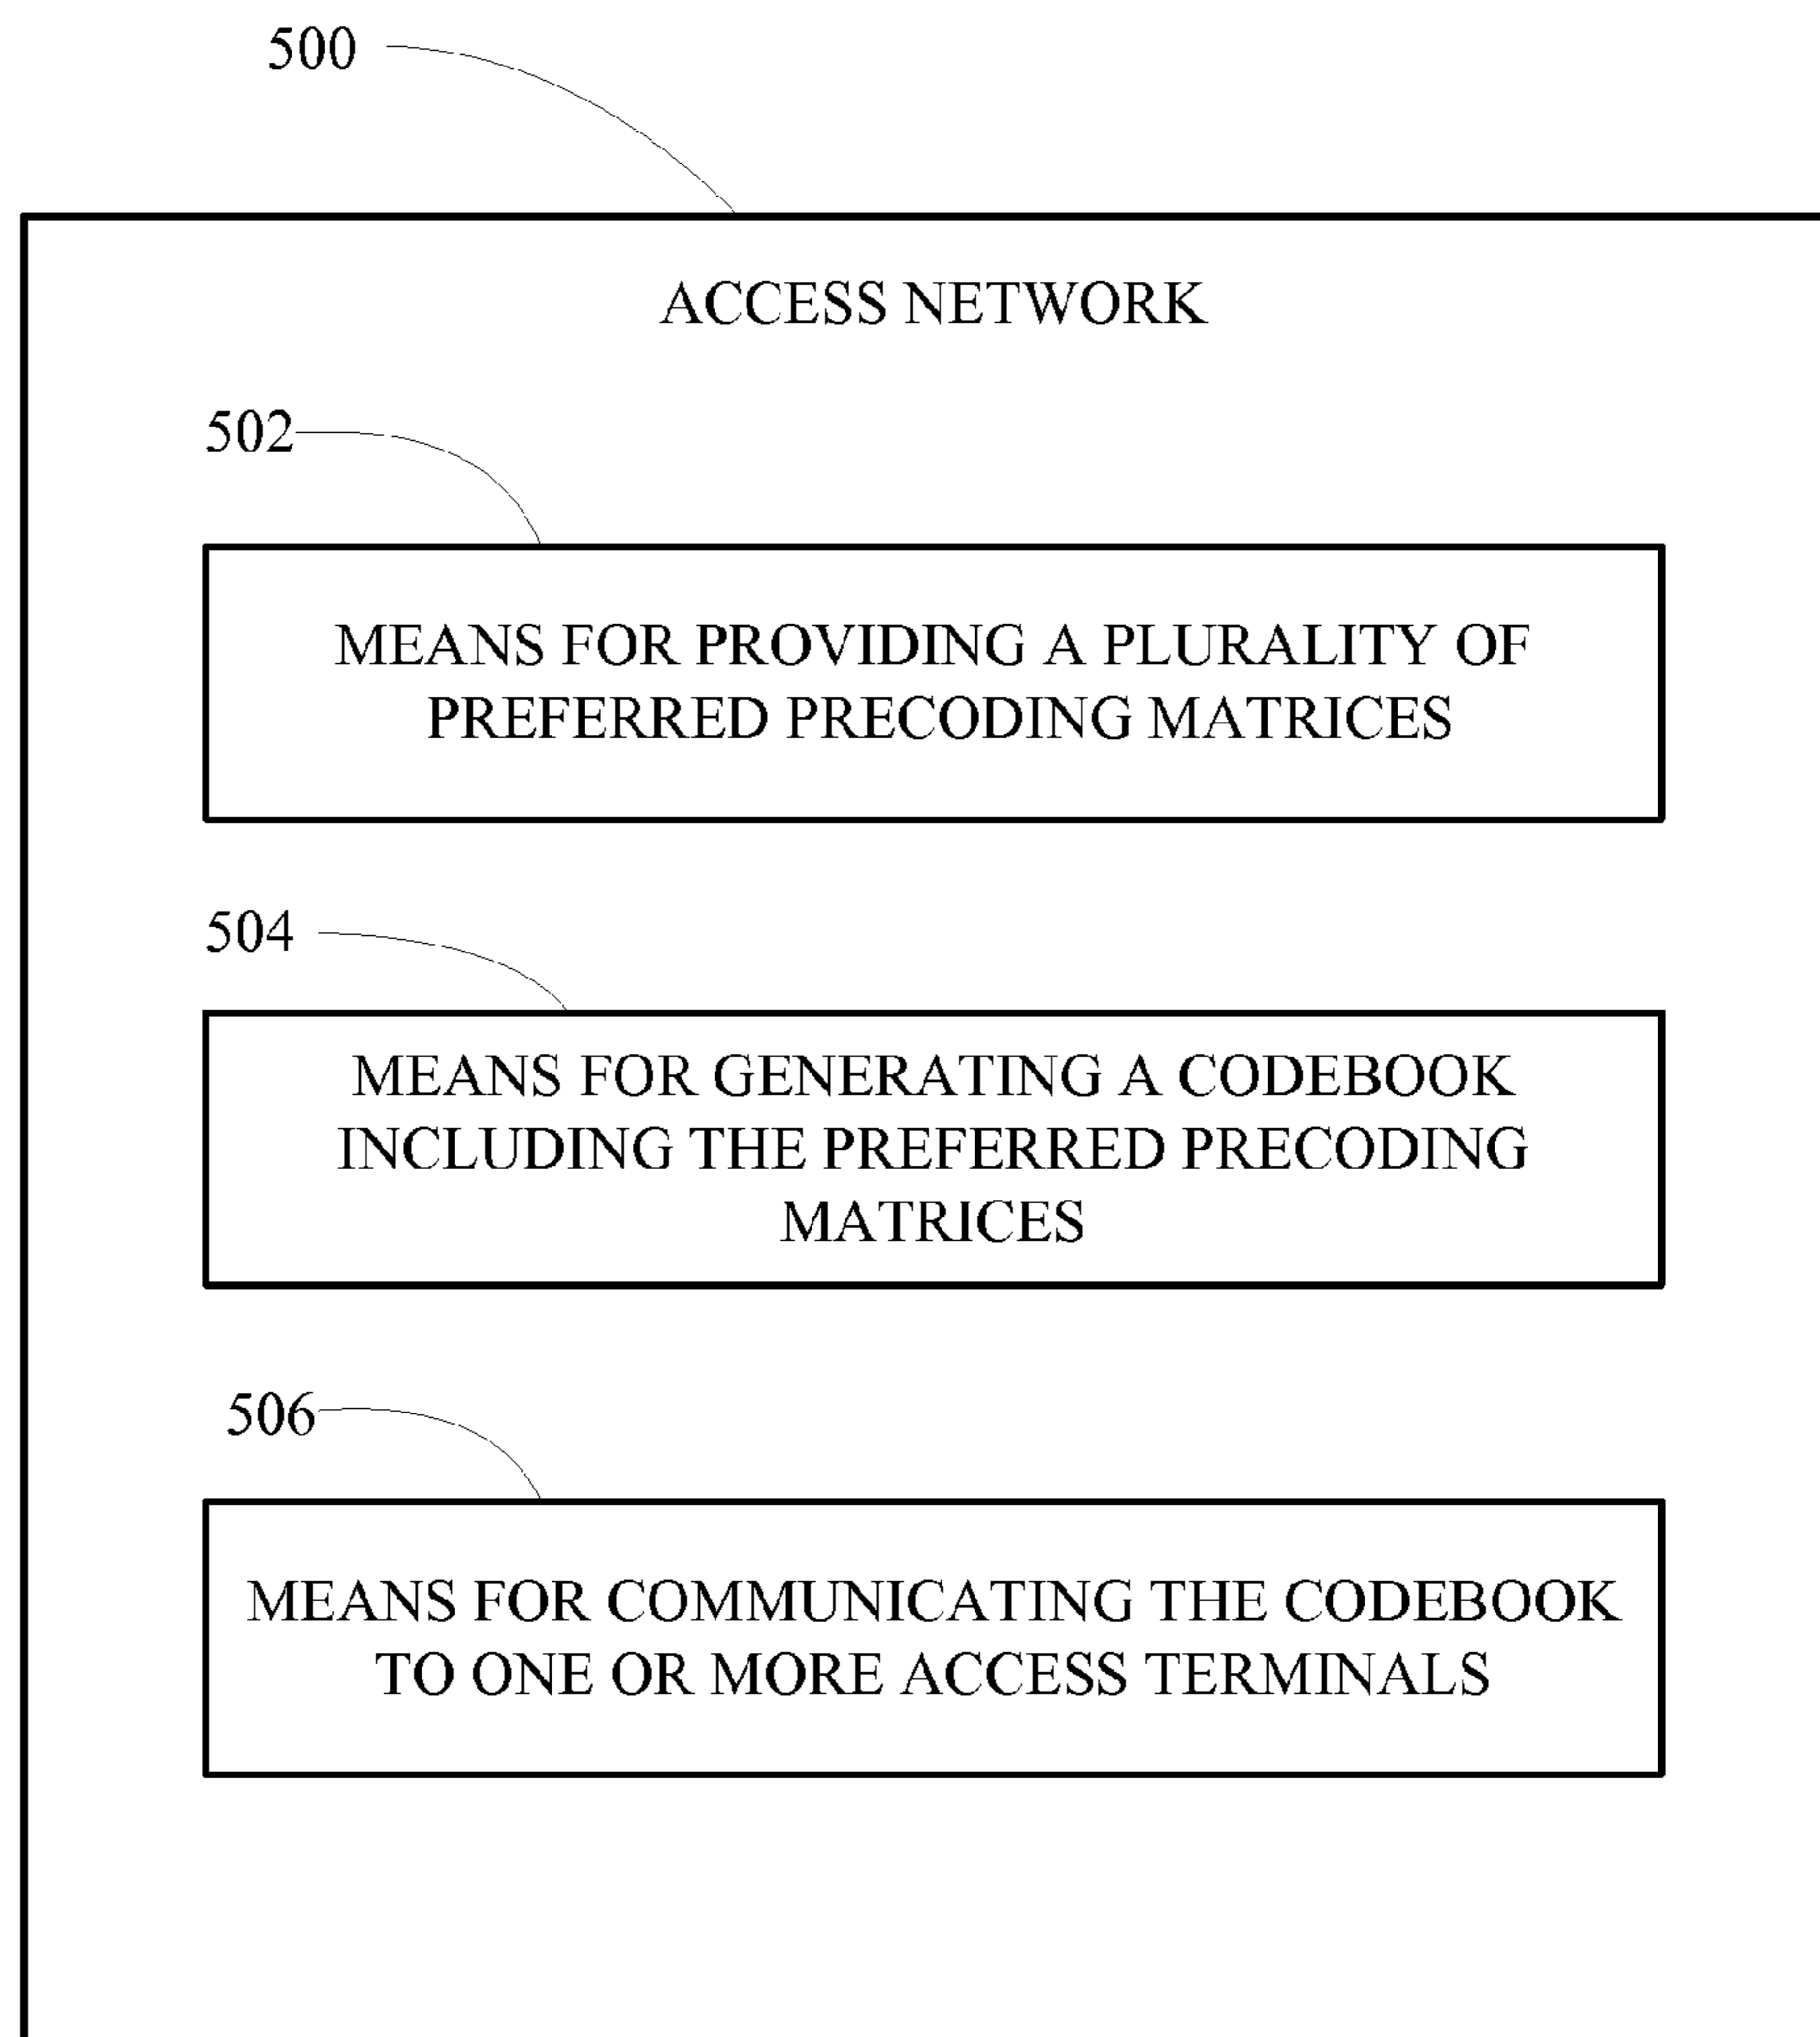 500
ACCESS NETWORK
502
MEANS FOR PROVIDING A PLURALITY OF
PREFERRED PRECODING MATRICES
504
MEANS FOR GENERATING A CODEBOOK
INCLUDING THE PREFERRED PRECODING
MATRICES
506
MEANS FOR COMMUNICATING THE CODEBOOK
TO ONE OR MORE ACCESS TERMINALS